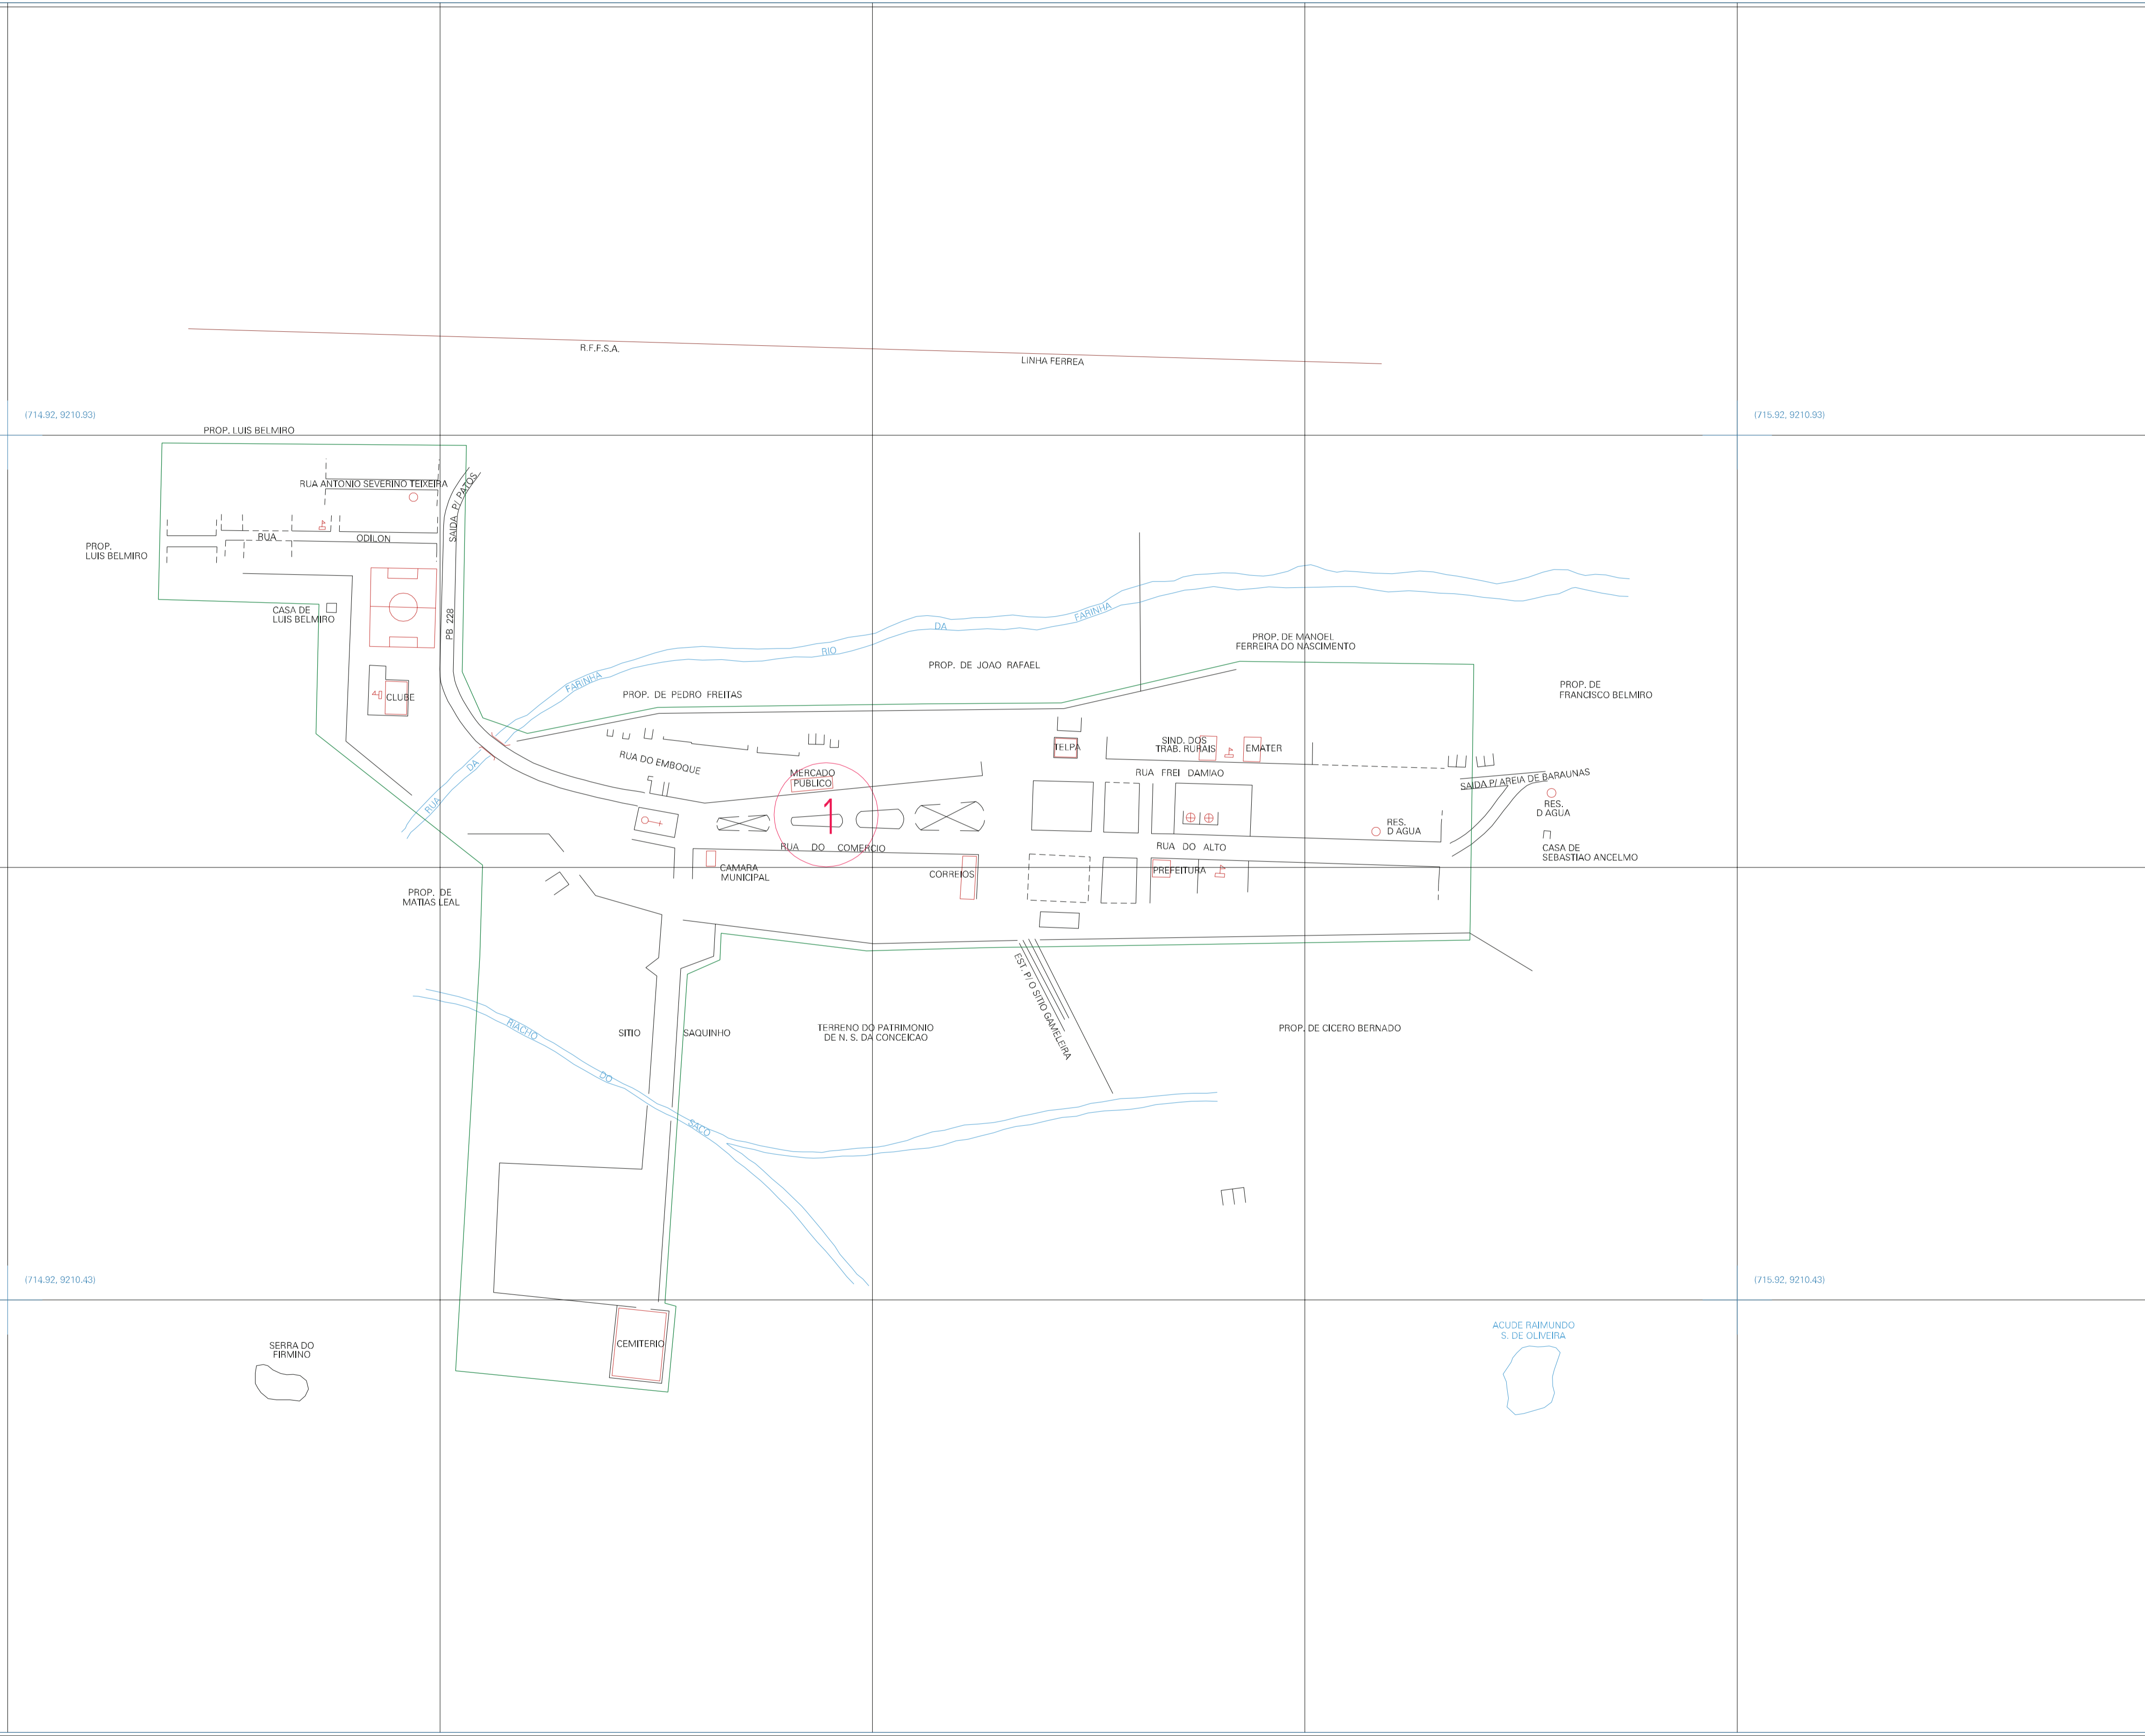 R.F.F.S.A.
LINHA FERREA
(714.92, 9210.93)
(715.92, 9210.93)
PROP. LUIS BELMIRO
RUA ANTONIO SEVERINO TEIXEIRA
SAIDA P/ PATOS
RUA ODILON
PROP.
LUIS BELMIRO
CASA DE
LUIS BELMIRO
PB 228
CLUBE
RIO DA FARINHA
FARINHA
PROP. DE MANOEL
FERREIRA DO NASCIMENTO
PROP. DE JOAO RAFAEL
PROP. DE PEDRO FREITAS
PROP. DE
FRANCISCO BELMIRO
TELPA
SIND. DOS
TRAB. RURAIS
EMATER
RUA DO EMBOQUE
RUA DA
MERCADO
PUBLICO
1
RUA FREI DAMIAO
SAIDA P/ AREIA DE BARAUNAS
RES.
D AGUA
RES.
D AGUA
RUA DO COMERCIO
RUA DO ALTO
CASA DE
SEBASTIAO ANCELMO
CAMARA
MUNICIPAL
CORREIOS
PREFEITURA
PROP. DE
MATIAS LEAL
EST. P/ O SITIO GAMELEIRA
RIACHO DO SACO
SITIO SAQUINHO
TERRENO DO PATRIMONIO
DE N. S. DA CONCEICAO
PROP. DE CICERO BERNADO
(714.92, 9210.43)
(715.92, 9210.43)
CEMITERIO
SERRA DO
FIRMINO
ACUDE RAIMUNDO
S. DE OLIVEIRA